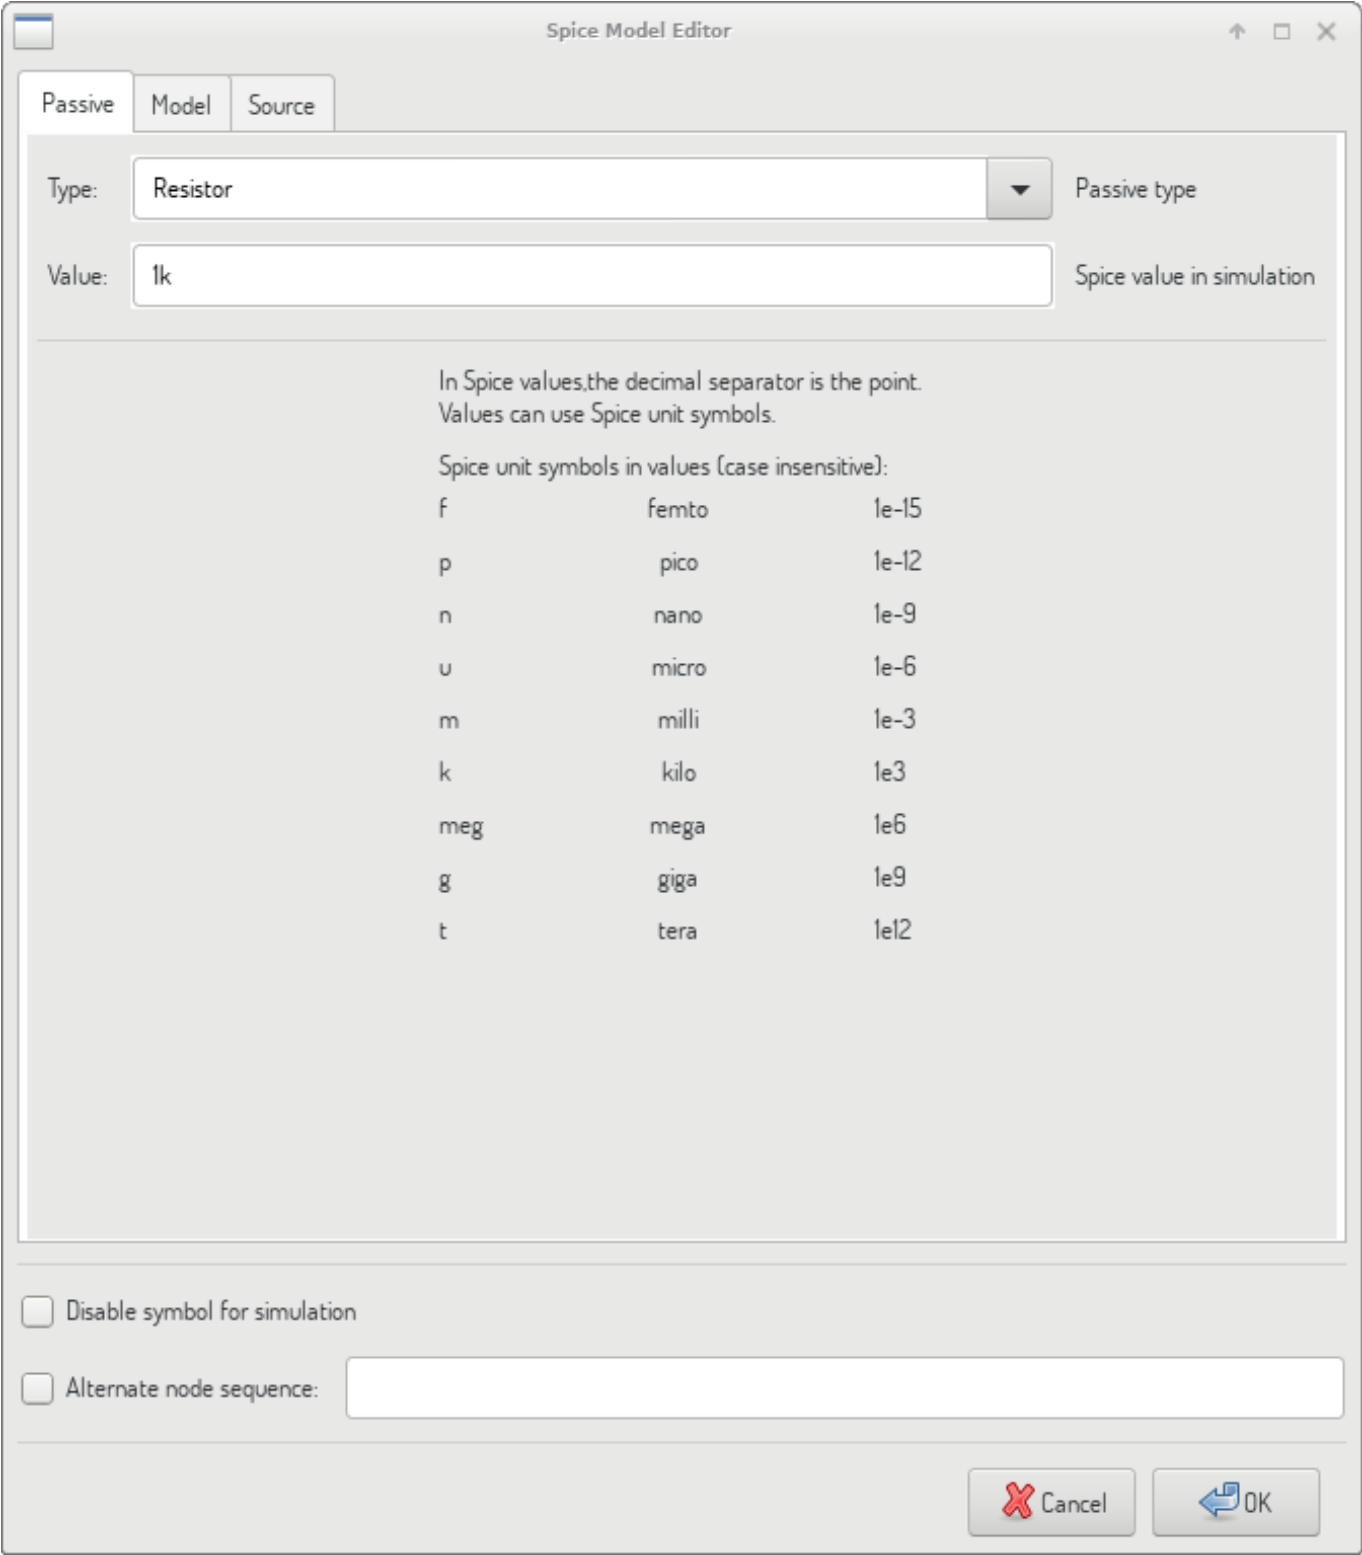 Spice Model Editor
Passive Model Source
Type: Resistor Passive type
Value: 1k Spice value in simulation
In Spice values,the decimal separator is the point.
Values can use Spice unit symbols.
Spice unit symbols in values (case insensitive):
f femto 1e-15
p pico 1e-12
n nano 1e-9
u micro 1e-6
m milli 1e-3
k kilo 1e3
meg mega 1e6
g giga 1e9
t tera 1e12
Disable symbol for simulation
Alternate node sequence:
Cancel OK